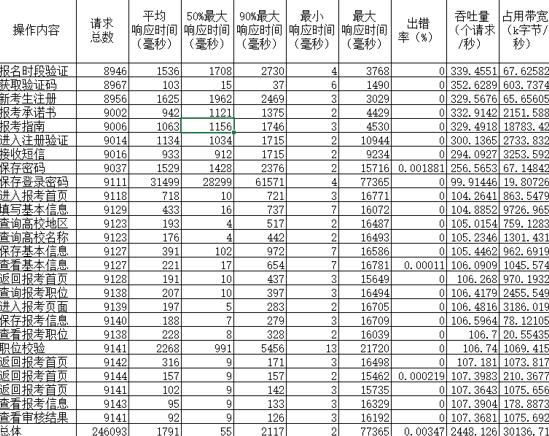 操作内容 请求总数 平均响应时间（毫秒） 50%最大响应时间（毫秒） 90%最大响应时间（毫秒） 最小响应时间（毫秒） 最大响应时间（毫秒） 出错率（%） 吞吐量（个请求/秒） 占用带宽（k字节/秒）
报名时段验证 8946 1536 1708 2730 4 3768 0 339.4551 67.62582
获取验证码 8967 103 15 37 6 1490 0 352.6289 603.7374
新考生注册 8956 1625 1962 2469 3 3029 0 329.5676 65.65605
报考承诺书 9002 942 1121 1375 2 4429 0 332.9142 2151.588
报考指南 9006 1063 1156 1746 3 4530 0 329.4918 18783.42
进入注册验证 9014 1134 1034 1715 2 10944 0 300.1365 2733.832
接收短信 9016 933 912 1715 2 9234 0 294.0927 3253.592
保存密码 9037 1529 1428 2376 2 15716 0.001881 256.5653 67.14842
保存登录密码 9111 31499 28299 61571 4 77365 0 99.91446 19.80726
进入报考首页 9118 718 10 721 3 16771 0 104.2641 863.5479
填写基本信息 9129 433 16 737 7 16072 0 104.8852 9726.965
查询高校地区 9123 193 4 517 2 16487 0 105.0154 759.1283
查询高校名称 9123 176 4 442 2 16493 0 105.2346 1301.431
保存基本信息 9127 391 102 972 7 16586 0 105.4462 962.6919
查看基本信息 9127 221 17 654 7 16781 0.00011 106.0909 1045.574
返回报考首页 9128 191 10 437 3 15649 0 106.268 970.1932
查询报考职位 9138 207 10 397 3 16494 0 106.4179 2455.549
进入报考页面 9139 197 5 283 2 16705 0 106.4816 3186.019
保存报考信息 9140 188 7 279 3 16709 0 106.5964 78.12105
查看报考职位 9138 228 8 328 2 16039 0 106.7 20.55435
职位校验 9141 2268 991 5456 13 21720 0 106.74 1069.415
返回报考首页 9142 316 9 171 3 16498 0 107.181 1073.817
返回报考首页 9144 157 9 157 2 15462 0.000219 107.3983 210.3677
返回报考首页 9141 102 9 142 3 15735 0 107.3643 1075.656
查看报考信息 9143 95 9 133 3 16329 0 107.3904 178.8873
查看审核结果 9141 92 9 126 3 16192 0 107.3681 1075.692
总体 246093 1791 55 2117 2 77365 0.00347 2448.126 30136.71